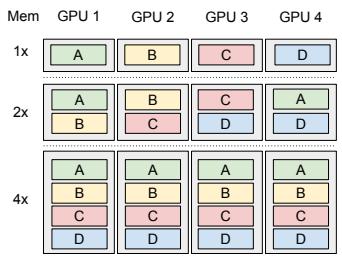 Mem GPU 1 GPU 2 GPU 3 GPU 4
1x A B C D
A B C A
2x
B C D D
A A A A
B B B B
4x
C C C C
D D D D